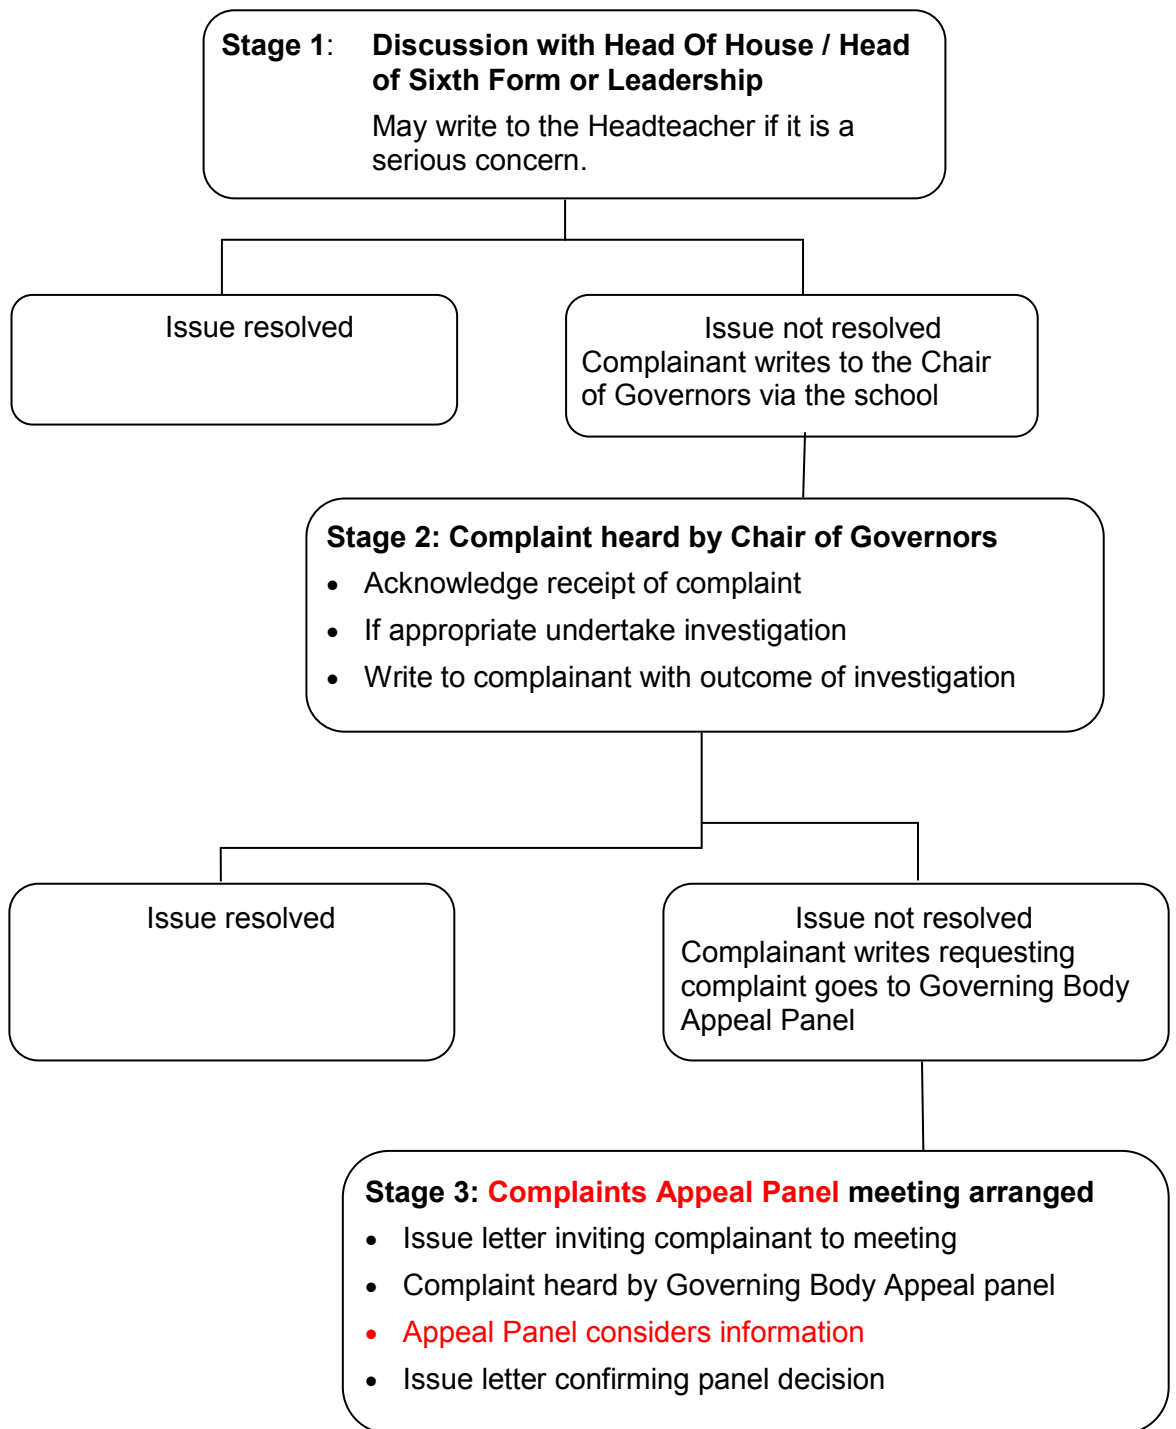 Stage 1: Discussion with Head Of House / Head
of Sixth Form or Leadership
May write to the Headteacher if it is a
serious concern.
Issue resolved
Issue not resolved
Complainant writes to the Chair
of Governors via the school
Stage 2: Complaint heard by Chair of Governors
• Acknowledge receipt of complaint
• If appropriate undertake investigation
• Write to complainant with outcome of investigation
Issue resolved
Issue not resolved
Complainant writes requesting
complaint goes to Governing Body
Appeal Panel
Stage 3: Complaints Appeal Panel meeting arranged
• Issue letter inviting complainant to meeting
• Complaint heard by Governing Body Appeal panel
• Appeal Panel considers information
• Issue letter confirming panel decision